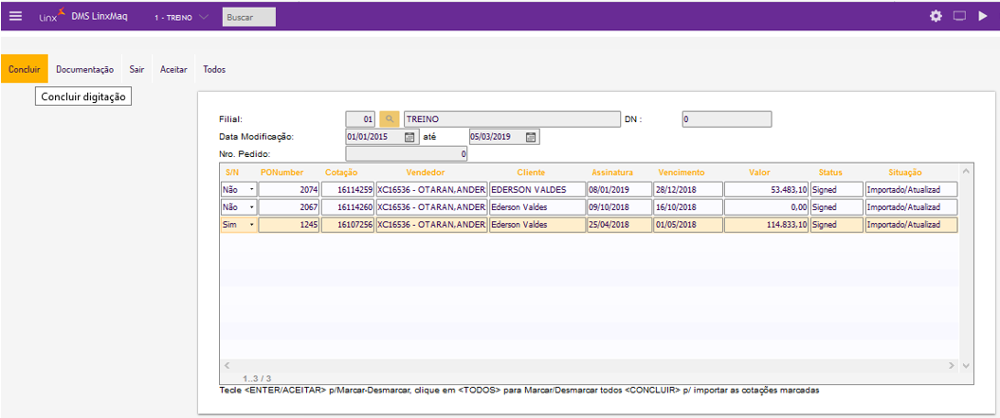 Linx DMS LinxMaq 1 - TREINO Buscar
Concluir Documentação Sair Aceitar Todos
Concluir digitação
Filial: 01 TREINO DN : 0
Data Modificação: 01/01/2015 até 05/03/2019
Nro. Pedido: 0
S/N PONumber Cotação Vendedor Cliente Assinatura Vencimento Valor Status Situação
Não 2074 16114259 XC16536 - OTARAN,ANDER EDERSON VALDES 08/01/2019 28/12/2018 53.483,10 Signed Importado/Atualizad
Não 2067 16114260 XC16536 - OTARAN,ANDER Ederson Valdes 09/10/2018 16/10/2018 0,00 Signed Importado/Atualizad
Sim 1245 16107256 XC16536 - OTARAN,ANDER Ederson Valdes 25/04/2018 01/05/2018 114.833,10 Signed Importado/Atualizad
1..3 / 3
Tecle <ENTER/ACEITAR> p/Marcar-Desmarcar, clique em <TODOS> para Marcar/Desmarcar todos <CONCLUIR> p/ importar as cotações marcadas